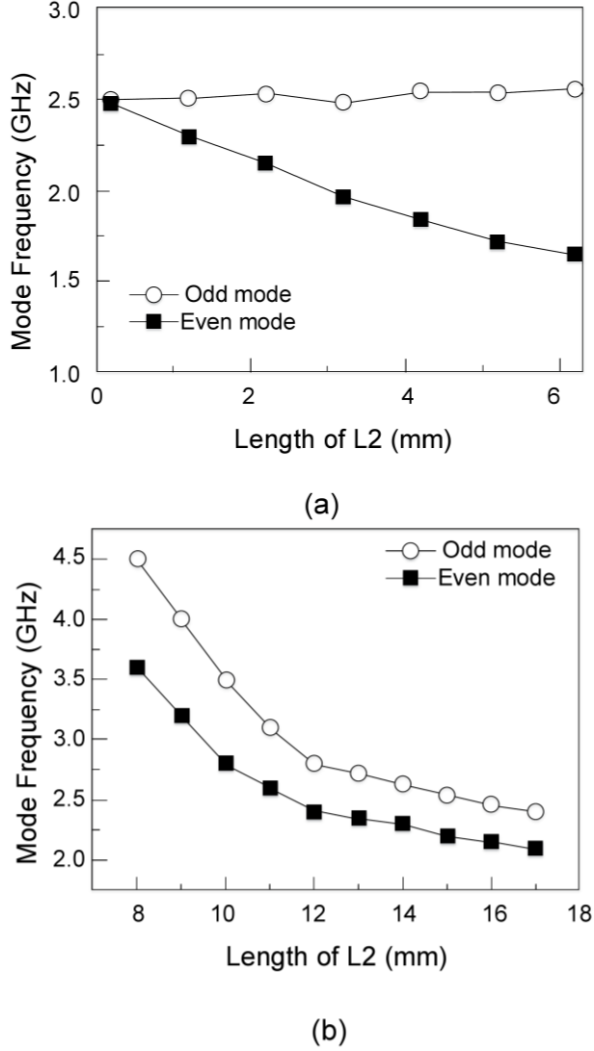 3.0
2.5
2.0
1.5
1.0
Mode Frequency (GHz)
Odd mode
Even mode
0 2 4 6
Length of L2 (mm)
(a)
4.5
4.0
3.5
3.0
2.5
2.0
Mode Frequency (GHz)
Odd mode
Even mode
8 10 12 14 16 18
Length of L2 (mm)
(b)